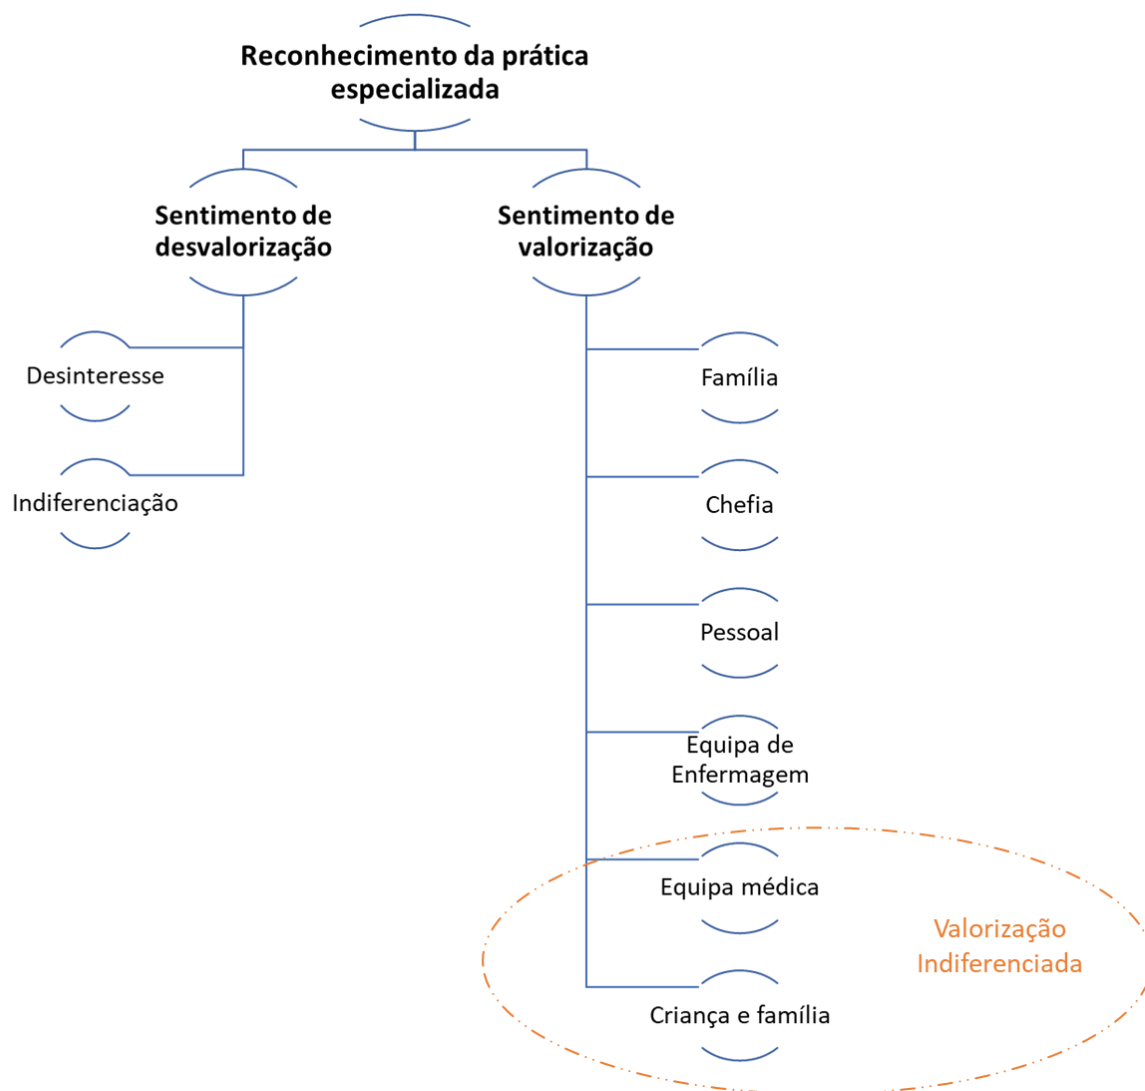 Reconhecimento da prática
especializada
Sentimento de
desvalorização
Sentimento de
valorização
Desinteresse
Indiferenciação
Família
Chefia
Pessoal
Equipa de
Enfermagem
Equipa médica
Criança e família
Valorização
Indiferenciada